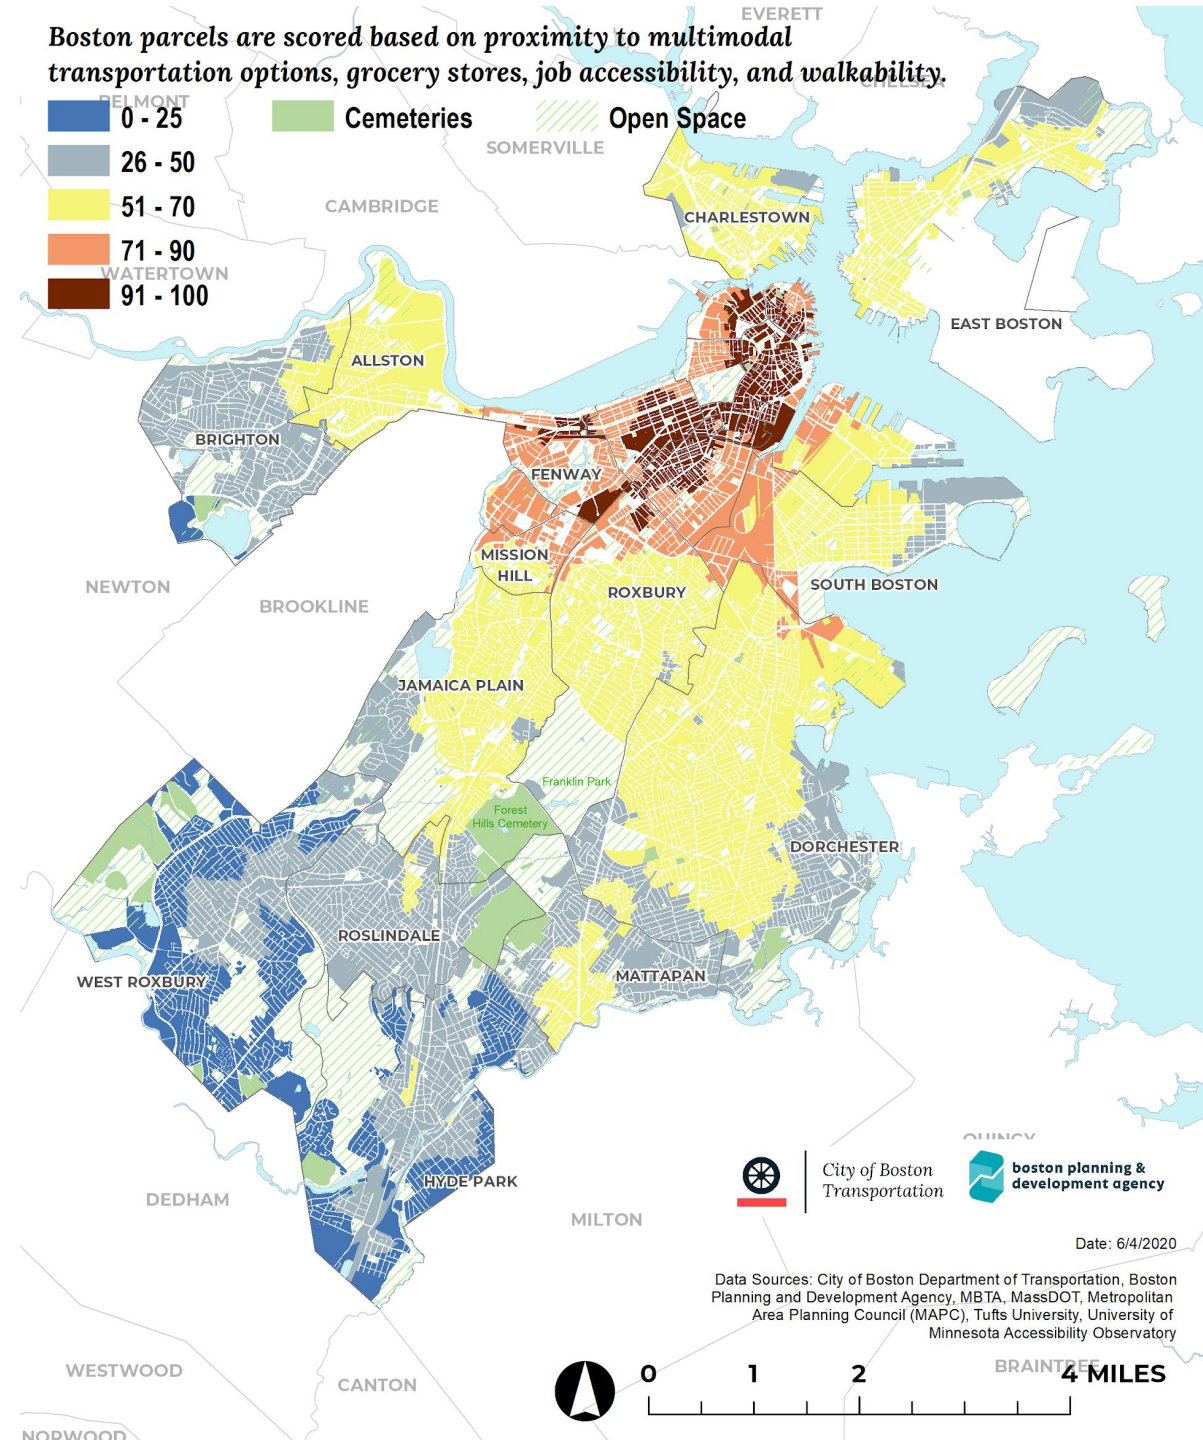 EVERETT
Boston parcels are scored based on proximity to multimodal
transportation options, grocery stores, job accessibility, and walkability.
CHELSEA
BELMONT
0 - 25
Cemeteries
Open Space
SOMERVILLE
26 - 50
51 - 70
CAMBRIDGE
CHARLESTOWN
71 - 90
WATERTOWN
91 - 100
EAST BOSTON
ALLSTON
BRIGHTON
FENWAY
MISSION
HILL
NEWTON
SOUTH BOSTON
ROXBURY
BROOKLINE
JAMAICA PLAIN
Franklin Park
Forest
Hills Cemetery
DORCHESTER
ROSLINDALE
MATTAPAN
WEST ROXBURY
QUINCY
City of Boston
Transportation
boston planning &
development agency
HYDE PARK
DEDHAM
MILTON
Date: 6/4/2020
Data Sources: City of Boston Department of Transportation, Boston
Planning and Development Agency, MBTA, MassDOT, Metropolitan
Area Planning Council (MAPC), Tufts University, University of
Minnesota Accessibility Observatory
WESTWOOD
CANTON
BRAINTREE
0 1 2 4 MILES
NORWOOD